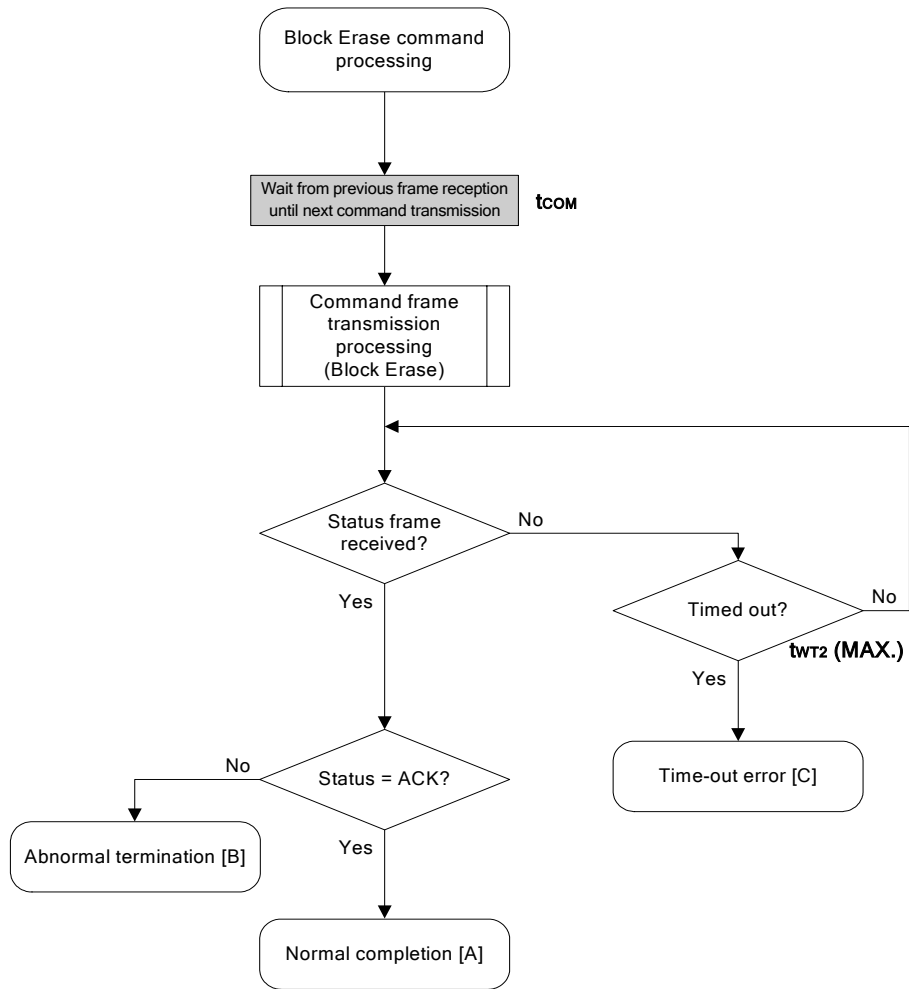 Block Erase command
processing
Wait from previous frame reception
until next command transmission
tCOM
Command frame
transmission
processing
(Block Erase)
Status frame
received?
No
Yes
Timed out?
No
tWT2 (MAX.)
Yes
Time-out error [C]
Status = ACK?
No
Yes
Abnormal termination [B]
Normal completion [A]